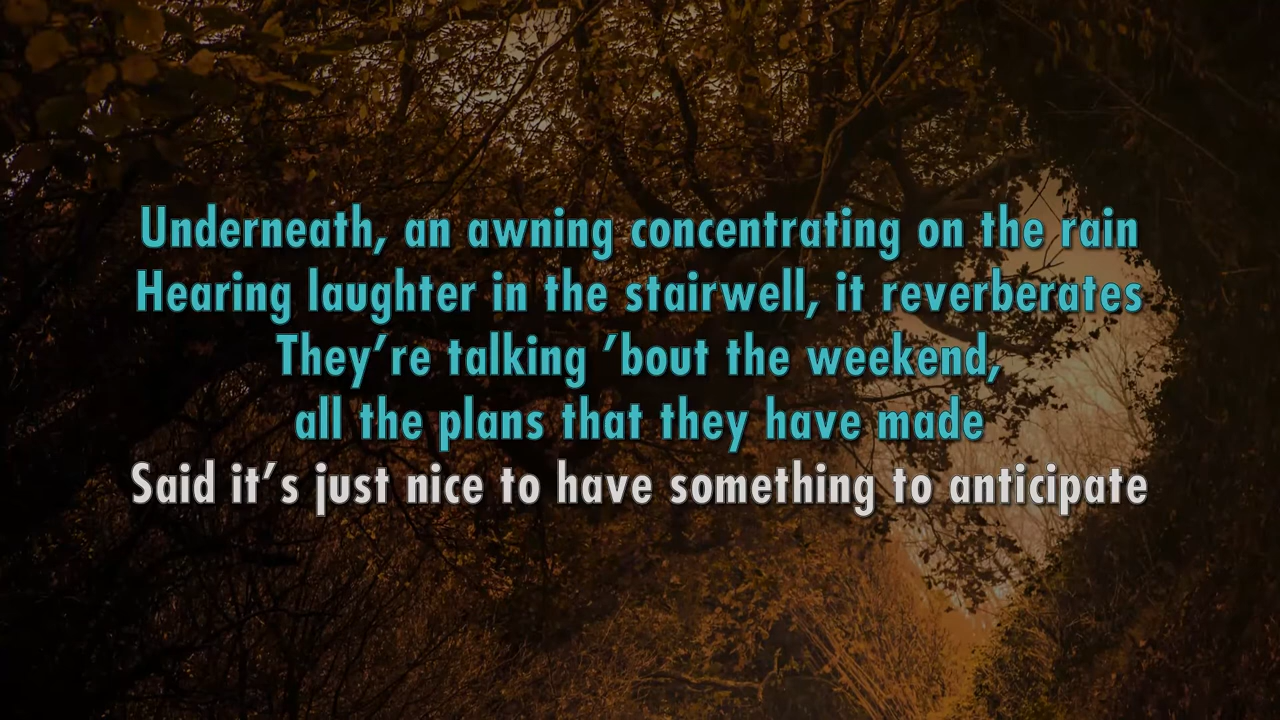 Underneath, an awning concentrating on the rain
Hearing laughter in the stairwell, it reverberates
They’re talking ’bout the weekend,
all the plans that they have made
Said it’s just nice to have something to anticipate